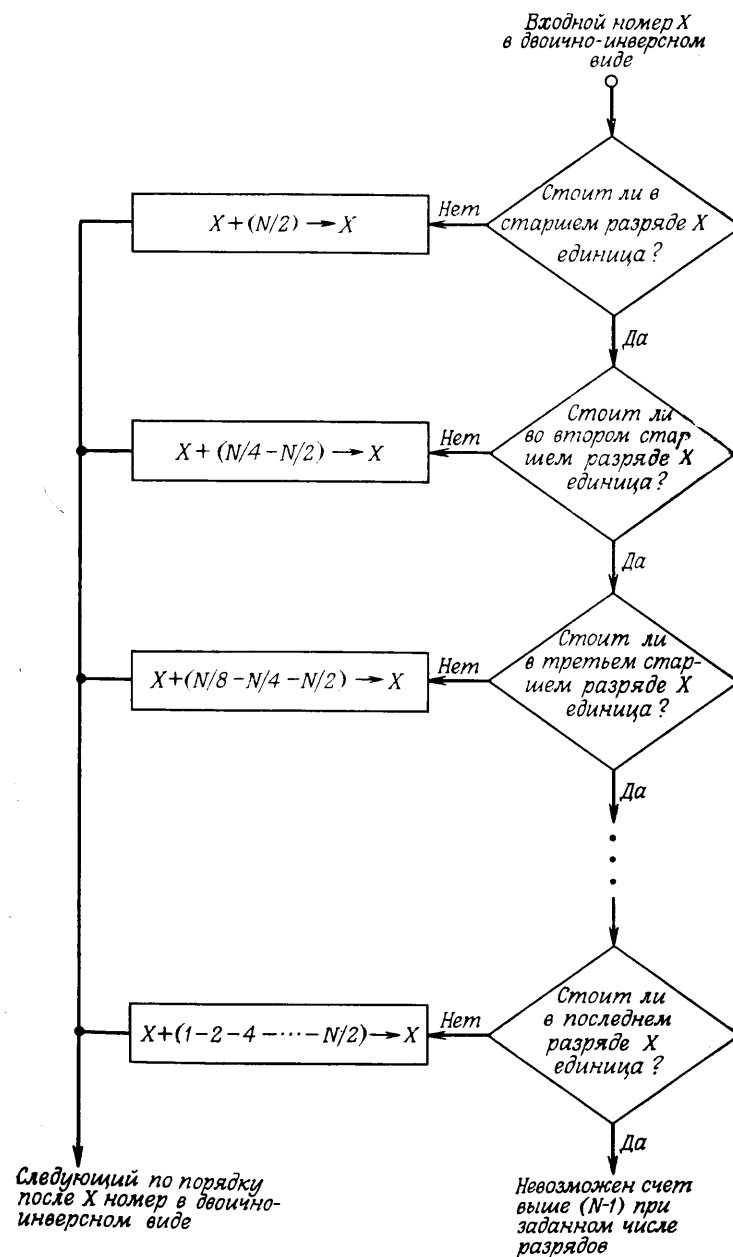 Входной номер X
в двоично-инверсном
виде
Стоит ли в
старшем разряде X
единица?
Нет
X+(N/2)→X
Да
Стоит ли
во втором стар
шем разряде X
единица?
Нет
X+(N/4-N/2)→X
Да
Стоит ли
в третьем стар-
шем разряде X
единица?
Нет
X+(N/8-N/4-N/2)→X
Да
Стоит ли
в последнем
разряде X
единица?
Нет
X+(1-2-4-···-N/2)→X
Да
Следующий по порядку
после X номер в двоично-
инверсном виде
Невозможен счет
выше (N-1) при
заданном числе
разрядов